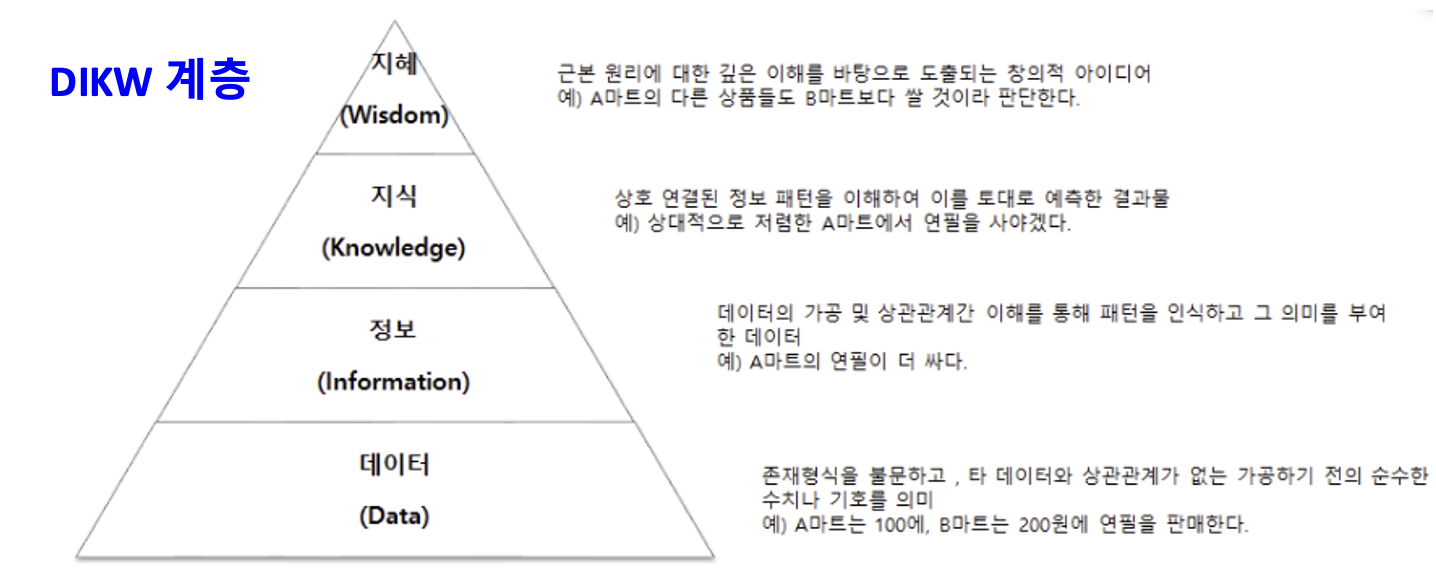 DIKW 계층
지혜
(Wisdom)
근본 원리에 대한 깊은 이해를 바탕으로 도출되는 창의적 아이디어
예) A마트의 다른 상품들도 B마트보다 쌀 것이라 판단한다.
지식
(Knowledge)
상호 연결된 정보 패턴을 이해하여 이를 토대로 예측한 결과물
예) 상대적으로 저렴한 A마트에서 연필을 사야겠다.
정보
(Information)
데이터의 가공 및 상관관계간 이해를 통해 패턴을 인식하고 그 의미를 부여
한 데이터
예) A마트의 연필이 더 싸다.
데이터
(Data)
존재형식을 불문하고 , 타 데이터와 상관관계가 없는 가공하기 전의 순수한
수치나 기호를 의미
예) A마트는 100에, B마트는 200원에 연필을 판매한다.